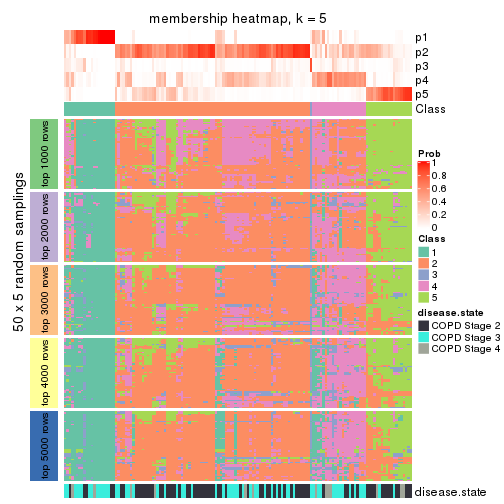 membership heatmap, k = 5
p1
p2
p3
p4
p5
Class
50 x 5 random samplings
top 1000 rows
top 2000 rows
top 3000 rows
top 4000 rows
top 5000 rows
disease.state
Prob
1
0.8
0.6
0.4
0.2
0
Class
1
2
3
4
5
disease.state
COPD Stage 2
COPD Stage 3
COPD Stage 4